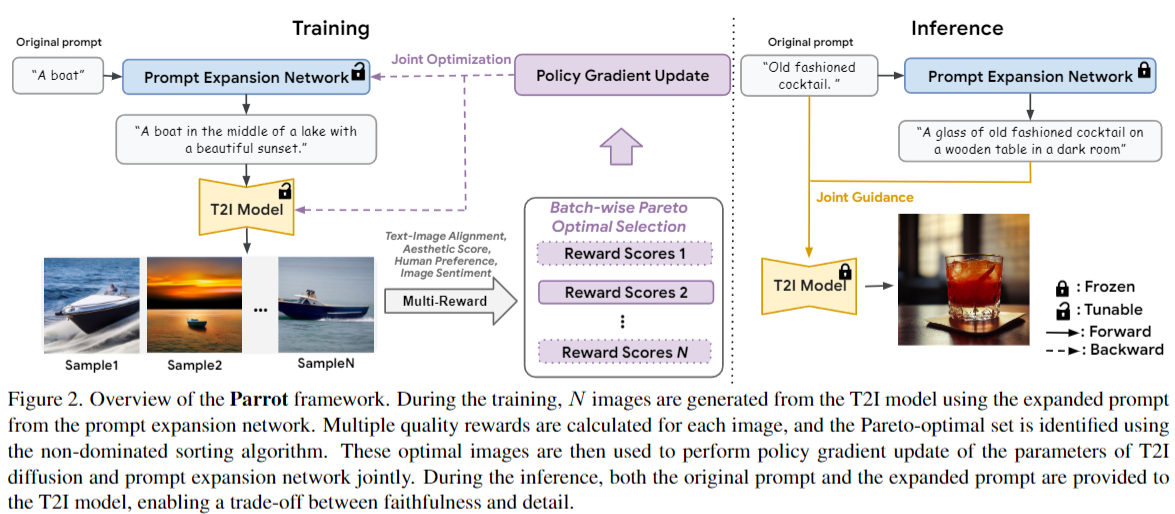 Training
Original prompt
"A boat"
Prompt Expansion Network
Joint Optimization
Policy Gradient Update
"A boat in the middle of a lake with
a beautiful sunset."
T2I Model
Sample1
Sample2
...
SampleN
Text-Image Alignment,
Aesthetic Score,
Human Preference,
Image Sentiment
Multi-Reward
Batch-wise Pareto
Optimal Selection
Reward Scores 1
Reward Scores 2
Reward Scores N
Inference
Original prompt
"Old fashioned
cocktail. "
Prompt Expansion Network
"A glass of old fashioned cocktail on
a wooden table in a dark room"
Joint Guidance
T2I Model
: Frozen
: Tunable
: Forward
: Backward
Figure 2. Overview of the Parrot framework. During the training, N images are generated from the T2I model using the expanded prompt
from the prompt expansion network. Multiple quality rewards are calculated for each image, and the Pareto-optimal set is identified using
the non-dominated sorting algorithm. These optimal images are then used to perform policy gradient update of the parameters of T2I
diffusion and prompt expansion network jointly. During the inference, both the original prompt and the expanded prompt are provided to
the T2I model, enabling a trade-off between faithfulness and detail.